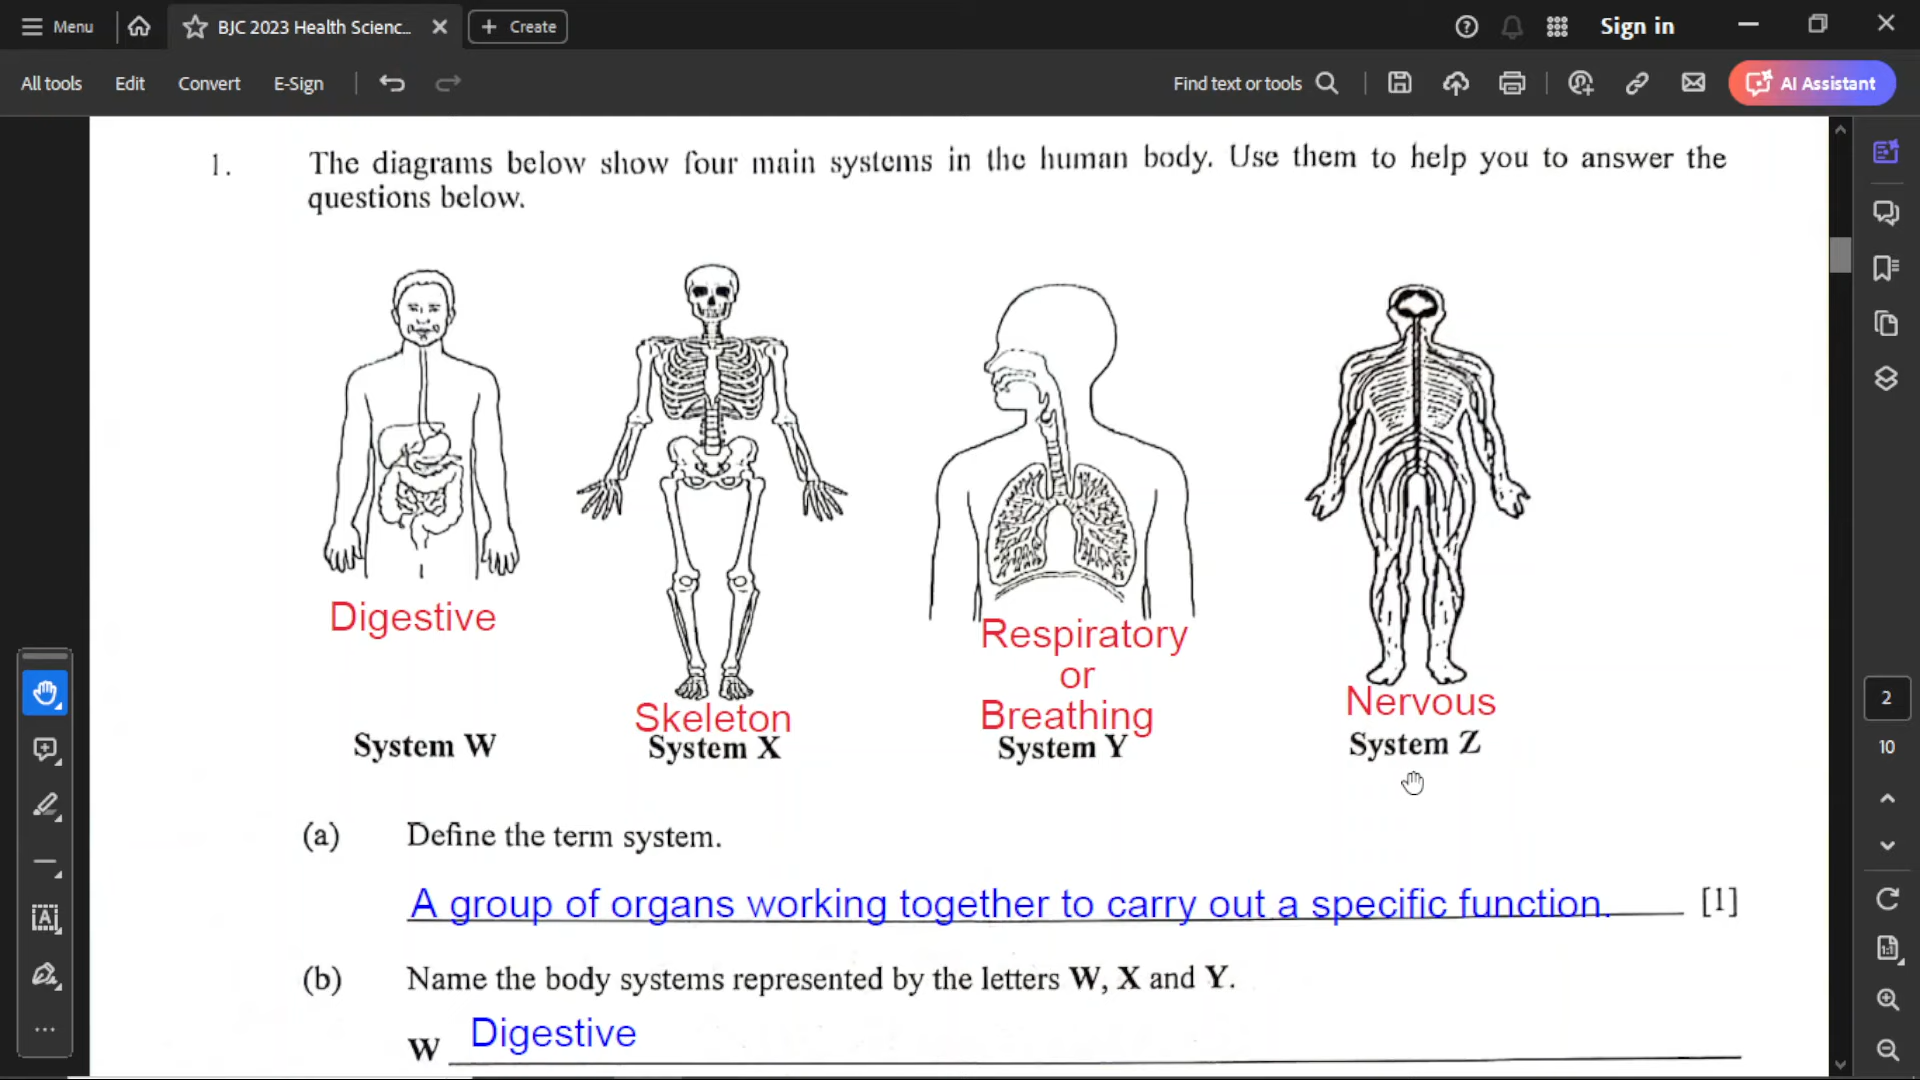 Menu
BJC 2023 Health Scienc...
Create
Sign in
All tools
Edit
Convert
E-Sign
Find text or tools
AI Assistant
1. The diagrams below show four main systems in the human body. Use them to help you to answer the
questions below.
Digestive
Skeleton
Respiratory
or
Breathing
Nervous
System W
System X
System Y
System Z
(a) Define the term system.
A group of organs working together to carry out a specific function. [1]
(b) Name the body systems represented by the letters W, X and Y.
W Digestive
2
10
1:1